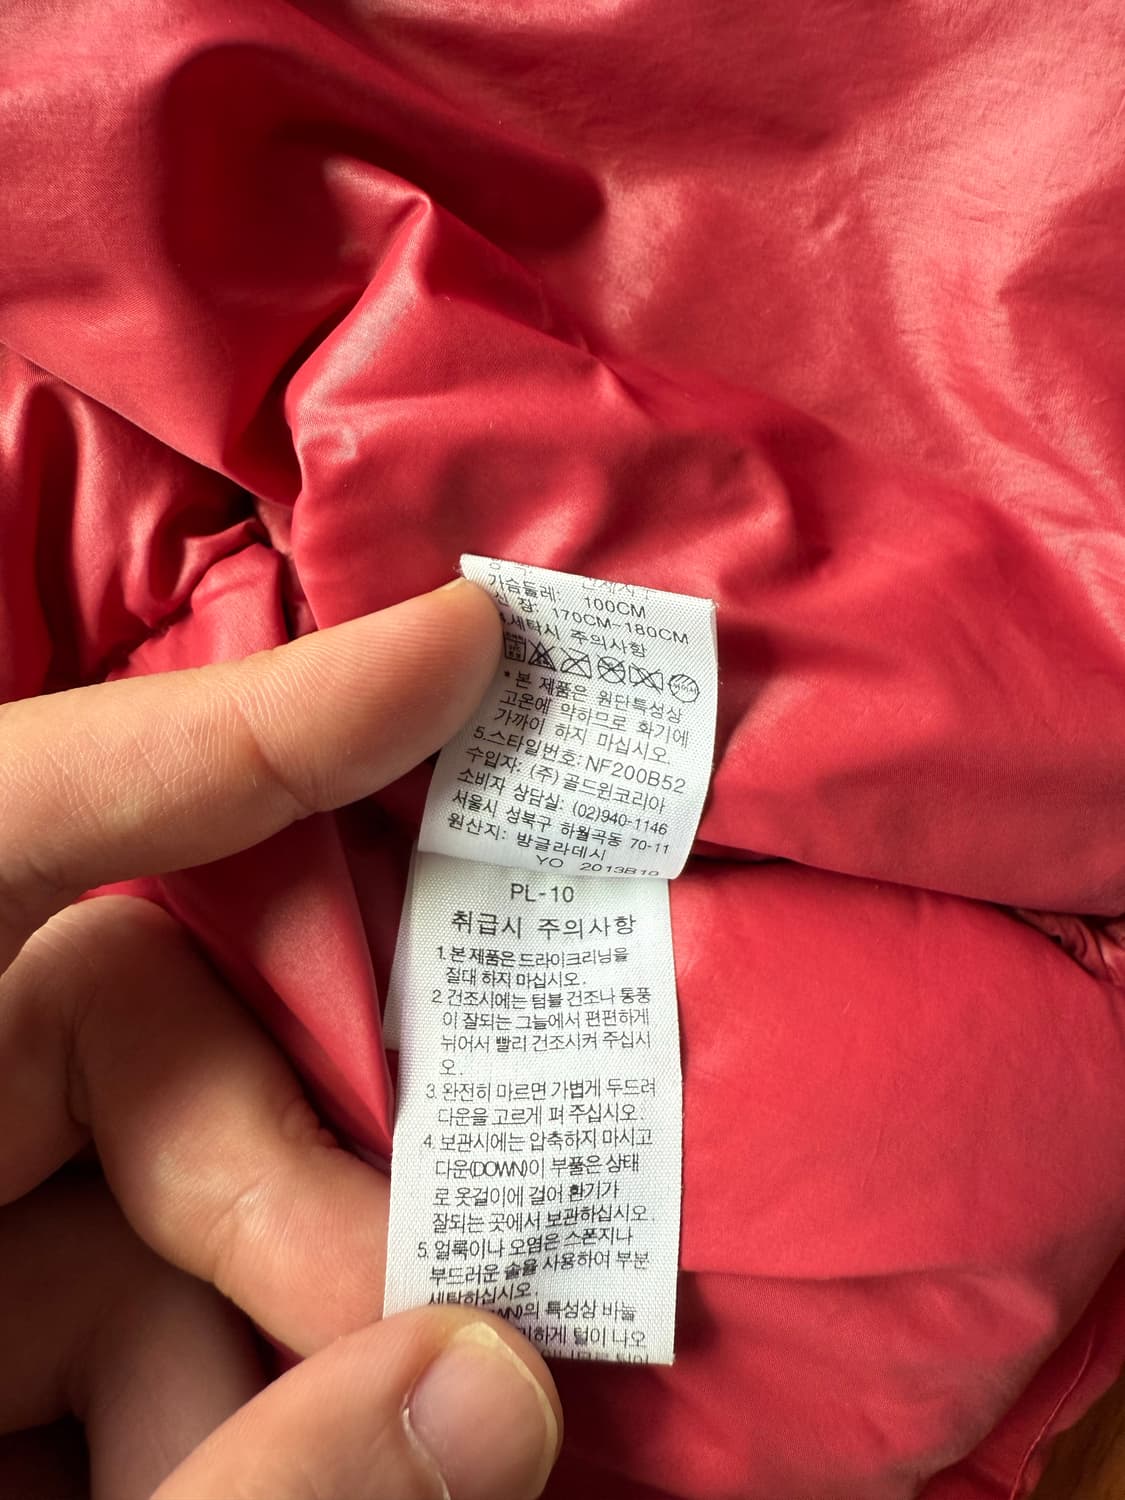 가슴둘레: 100CM
신 장: 170CM~180CM
.세탁시 주의사항
* 본 제품은 원단특성상
고온에 약하므로 화기에
가까이 하지 마십시오.
5.스타일번호: NF200B52
수입자: (주) 골드윈코리아
소비자 상담실: (02)940-1146
서울시 성북구 하월곡동 70-11
원산지: 방글라데시
YO 2013B10
PL-10
취급시 주의사항
1. 본 제품은 드라이크리닝을
절대 하지 마십시오.
2 건조시에는 텀블 건조나 통풍
이 잘되는 그늘에서 편편하게
뉘어서 빨리 건조시켜 주십시
오.
3. 완전히 마르면 가볍게 두드려
다운을 고르게 펴 주십시오.
4. 보관시에는 압축하지 마시고
다운(DOWN)이 부풀은 상태
로 옷걸이에 걸어 환기가
잘되는 곳에서 보관하십시오.
5. 얼룩이나 오염은 스폰지나
부드러운 솔을 사용하여 부분
세탁하십시오.
특성상 바늘
털이 나오